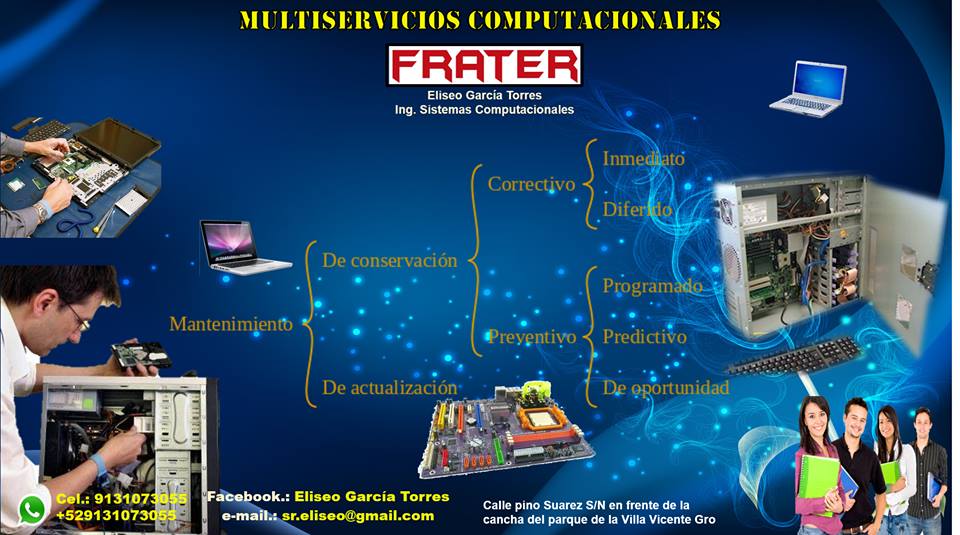 MULTISERVICIOS COMPUTACIONALES
FRATER
Eliseo García Torres
Ing. Sistemas Computacionales
Inmediato
Correctivo
Diferido
De conservación
Programado
Mantenimiento
Preventivo
Predictivo
De actualización
De oportunidad
Cel.: 9131073055
+529131073055
Facebook.: Eliseo García Torres
e-mail.: sr.eliseo@gmail.com
Calle pino Suarez S/N en frente de la
cancha del parque de la Villa Vicente Gro